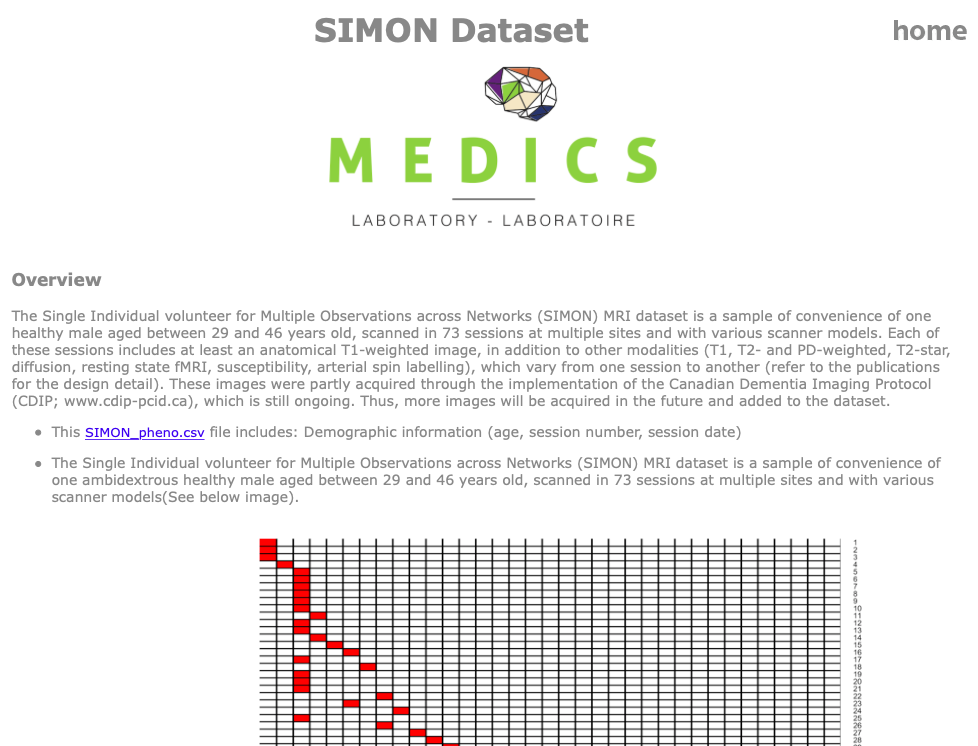 SIMON Dataset
home
MEDICS
LABORATORY - LABORATOIRE
Overview
The Single Individual volunteer for Multiple Observations across Networks (SIMON) MRI dataset is a sample of convenience of one
healthy male aged between 29 and 46 years old, scanned in 73 sessions at multiple sites and with various scanner models. Each of
these sessions includes at least an anatomical T1-weighted image, in addition to other modalities (T1, T2- and PD-weighted, T2-star,
diffusion, resting state fMRI, susceptibility, arterial spin labelling), which vary from one session to another (refer to the publications
for the design detail). These images were partly acquired through the implementation of the Canadian Dementia Imaging Protocol
(CDIP; www.cdip-pcid.ca), which is still ongoing. Thus, more images will be acquired in the future and added to the dataset.
• This SIMON_pheno.csv file includes: Demographic information (age, session number, session date)
• The Single Individual volunteer for Multiple Observations across Networks (SIMON) MRI dataset is a sample of convenience of
one ambidextrous healthy male aged between 29 and 46 years old, scanned in 73 sessions at multiple sites and with various
scanner models(See below image).
1
2
3
4
5
6
7
8
9
10
11
12
13
14
15
16
17
18
19
20
21
22
23
24
25
26
27
28